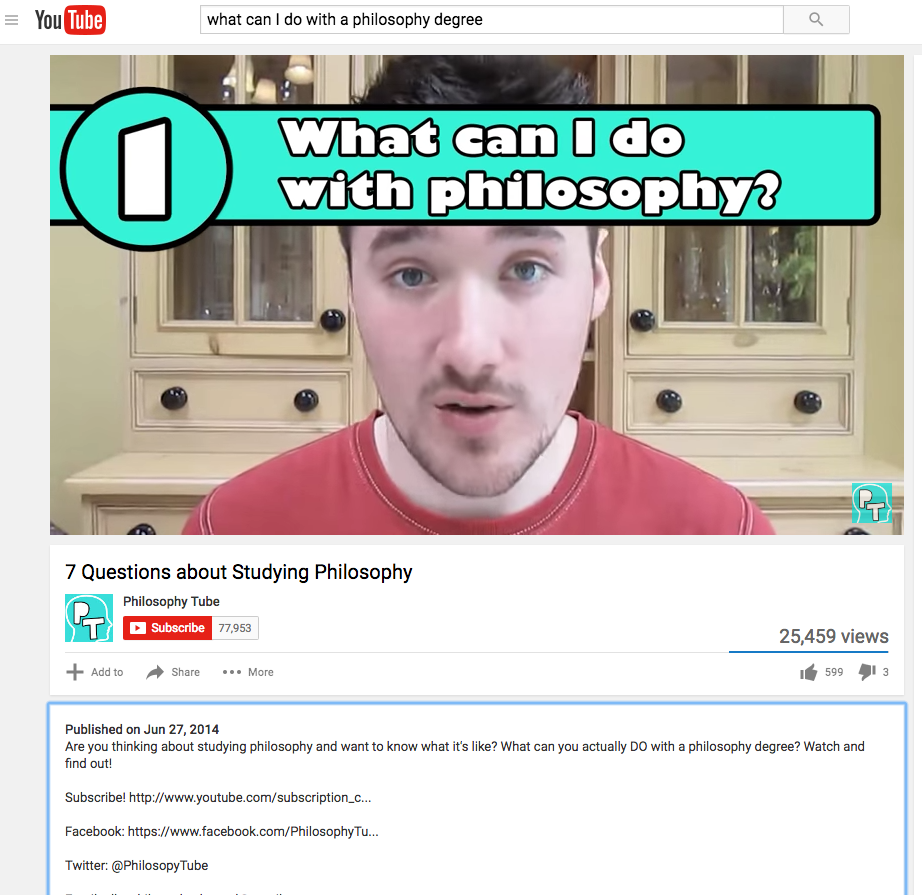 YouTube
what can I do with a philosophy degree
1
What can I do
with philosophy?
PT
7 Questions about Studying Philosophy
PT
Philosophy Tube
Subscribe 77,953
25,459 views
Add to Share More 599 3
Published on Jun 27, 2014
Are you thinking about studying philosophy and want to know what it's like? What can you actually DO with a philosophy degree? Watch and
find out!
Subscribe! http://www.youtube.com/subscription_c...
Facebook: https://www.facebook.com/PhilosophyTu...
Twitter: @PhilosopyTube